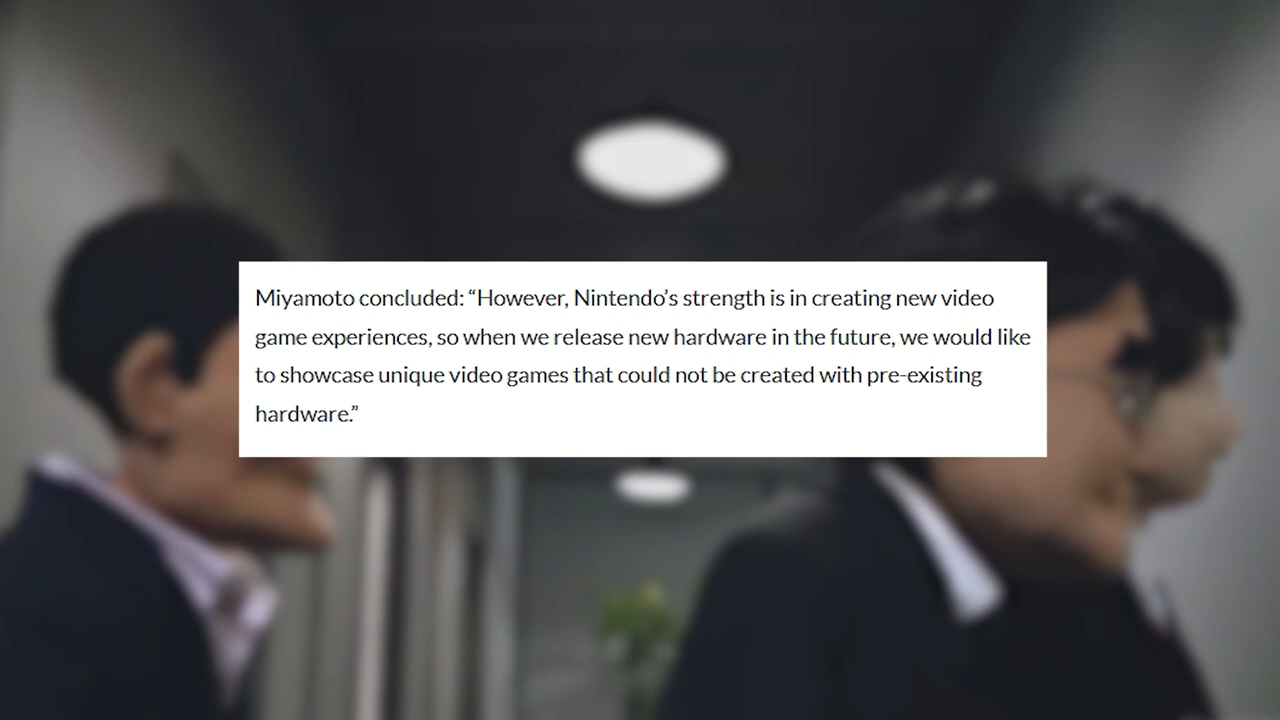 Miyamoto concluded: “However, Nintendo’s strength is in creating new video
game experiences, so when we release new hardware in the future, we would like
to showcase unique video games that could not be created with pre-existing
hardware.”